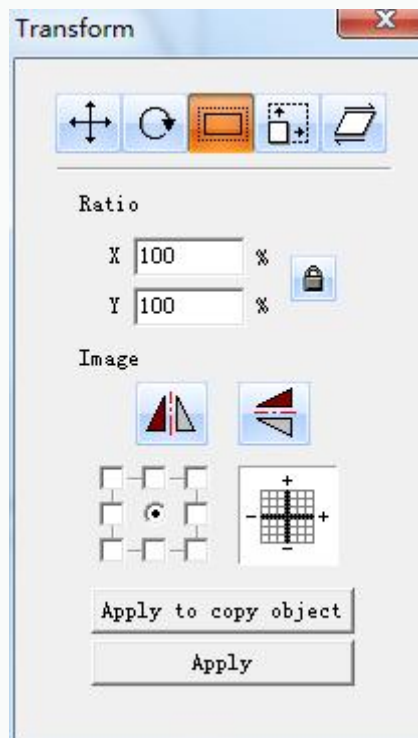 Transform
Ratio
X 100 %
Y 100 %
Image
+
- +
-
Apply to copy object
Apply